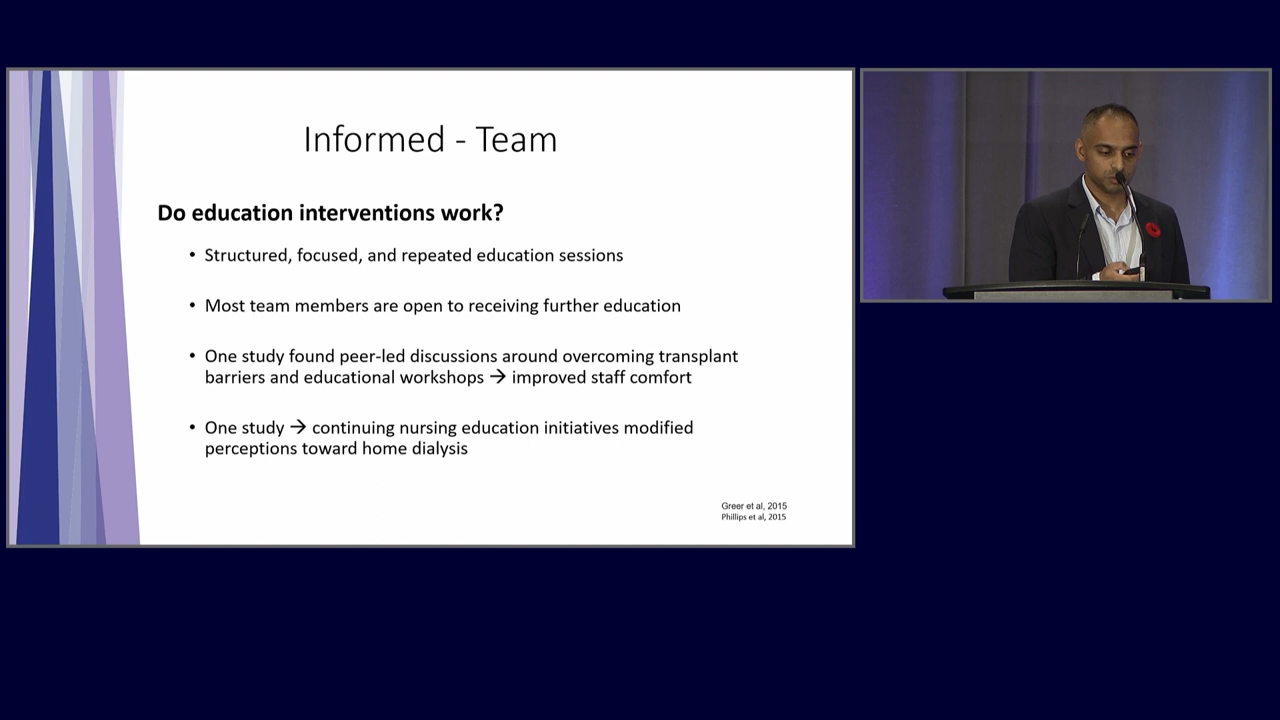 Informed - Team
Do education interventions work?
• Structured, focused, and repeated education sessions
• Most team members are open to receiving further education
• One study found peer-led discussions around overcoming transplant
barriers and educational workshops → improved staff comfort
• One study → continuing nursing education initiatives modified
perceptions toward home dialysis
Greer et al, 2015
Phillips et al, 2015